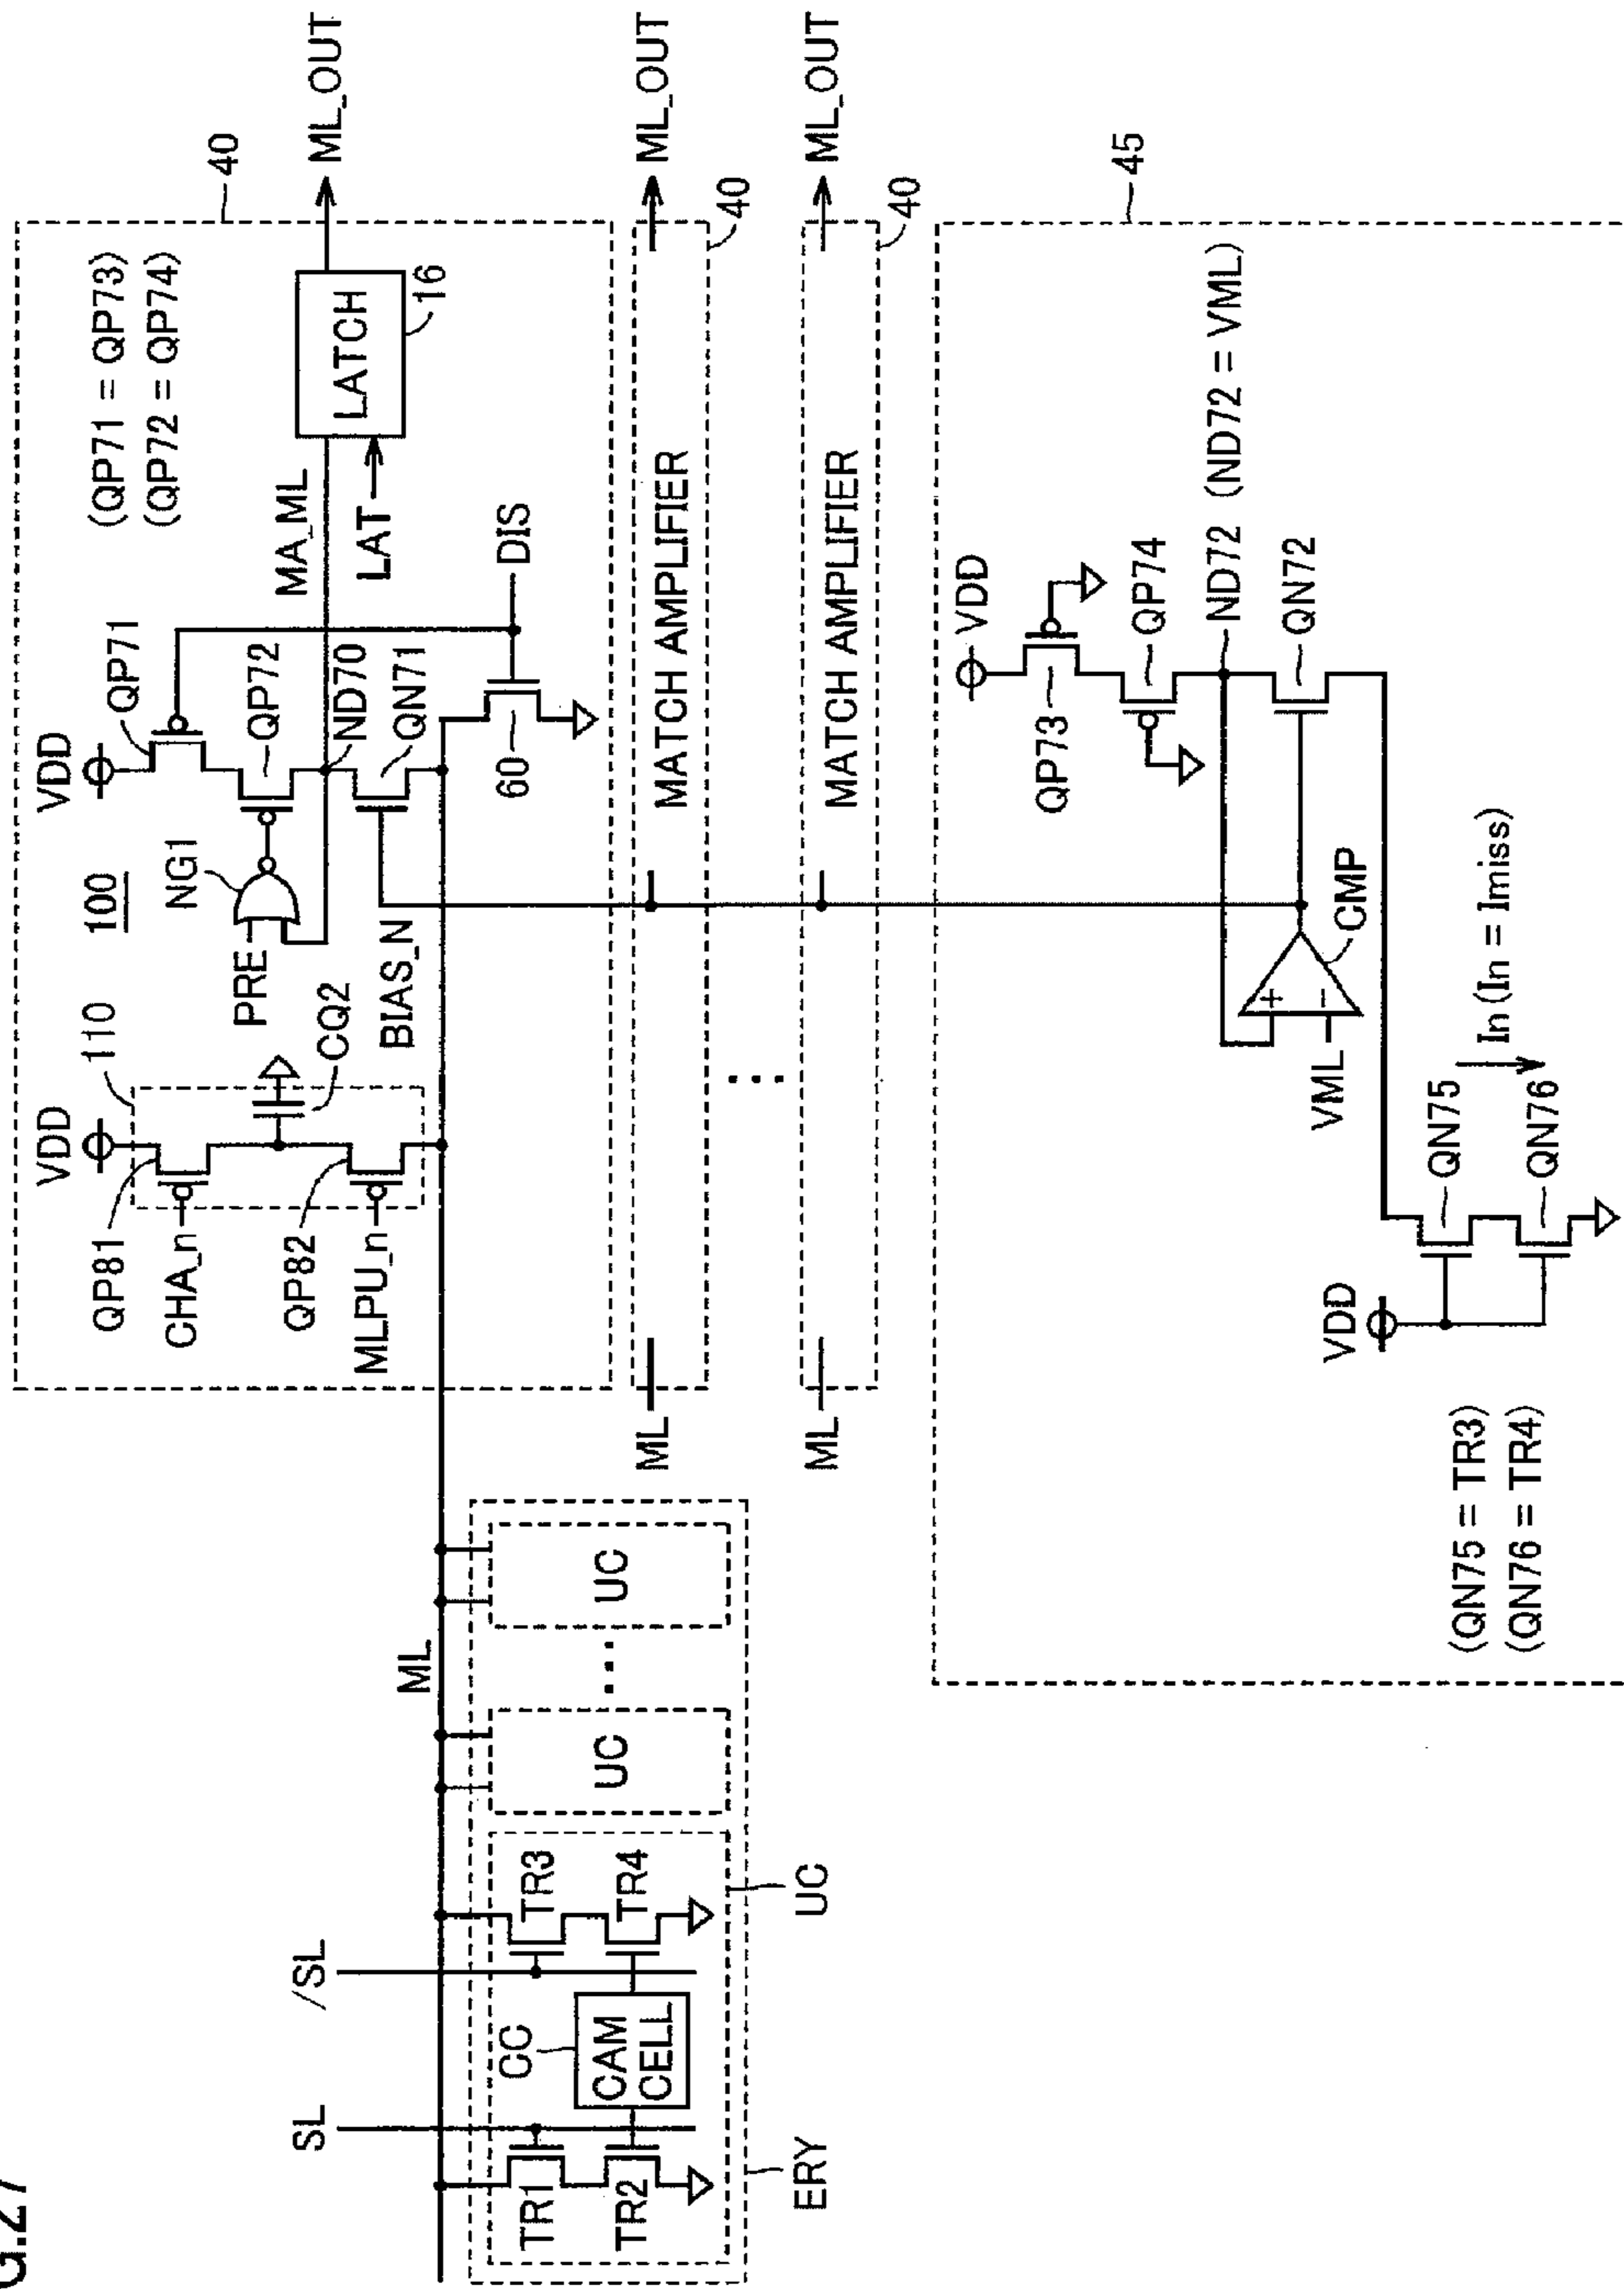 G.27
VDD
VDD
110
100
QP71
(QP71 = QP73)
(QP72 = QP74)
40
QP81
CHA_n
NG1
QP72
PRE
MA_ML
LATCH
ML_OUT
QP82
CQ2
ND70
LAT
16
MLPU_n
BIAS_N
QN71
SL
/SL
ML
60
DIS
CC
TR1
TR3
CAM
CELL
TR2
TR4
UC
...
UC
ERY
UC
ML
MATCH AMPLIFIER
ML_OUT
40
...
ML
MATCH AMPLIFIER
ML_OUT
40
45
VDD
QP73
QP74
ND72 (ND72 = VML)
QN72
+
−
CMP
VML
VDD
QN75
In (In = Imiss)
QN76
(QN75 = TR3)
(QN76 = TR4)